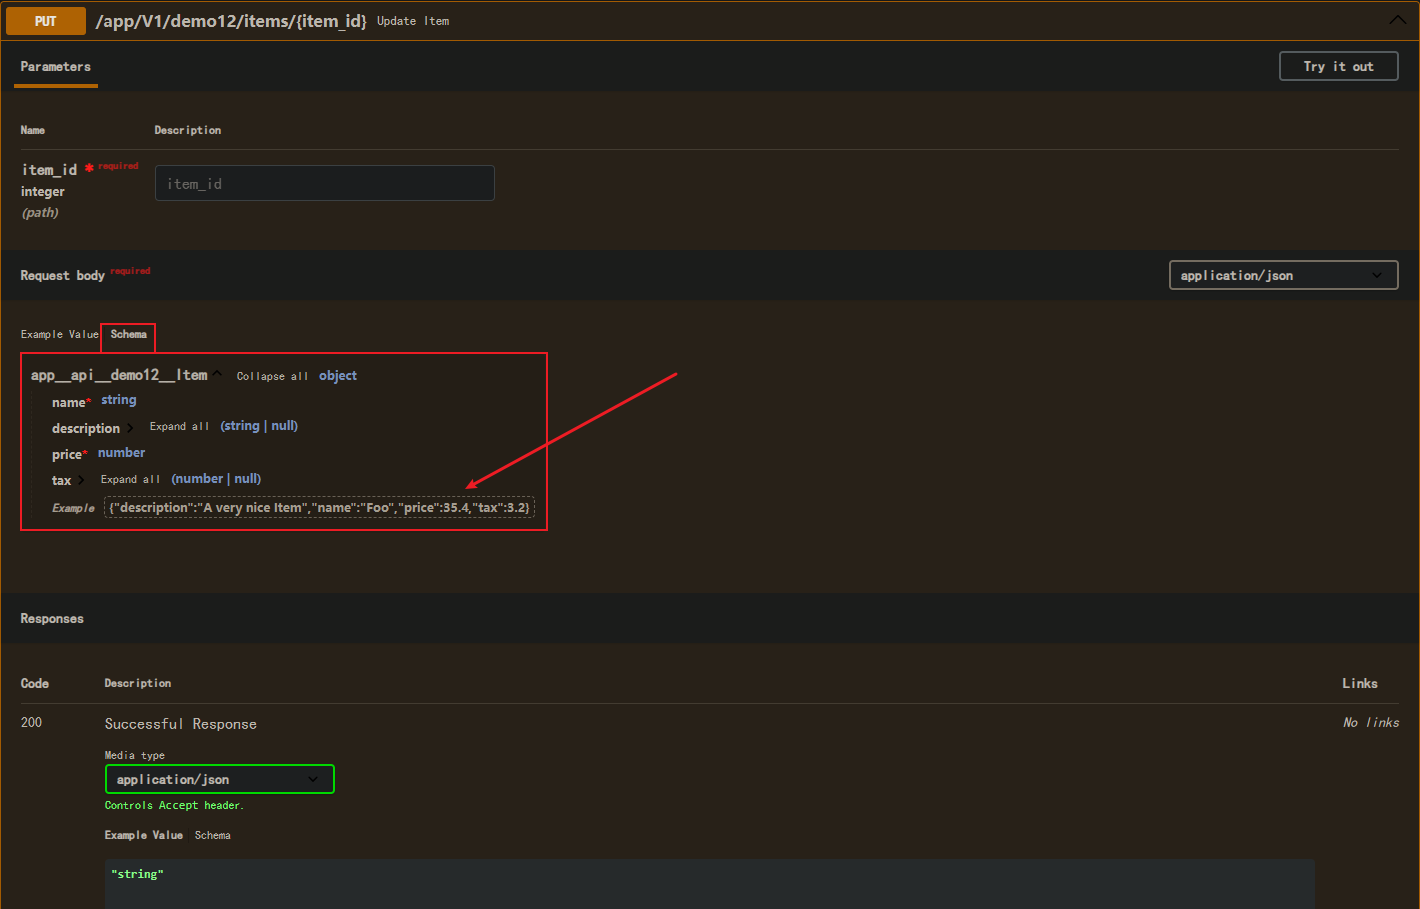 PUT /app/V1/demo12/items/{item_id} Update Item
Parameters
Try it out
Name Description
item_id * required
integer
(path)
item_id
Request body required
application/json
Example Value Schema
app__api__demo12__Item Collapse all object
name* string
description Expand all (string | null)
price* number
tax Expand all (number | null)
Example {"description":"A very nice Item","name":"Foo","price":35.4,"tax":3.2}
Responses
Code Description Links
200 Successful Response No links
Media type
application/json
Controls Accept header.
Example Value Schema
"string"